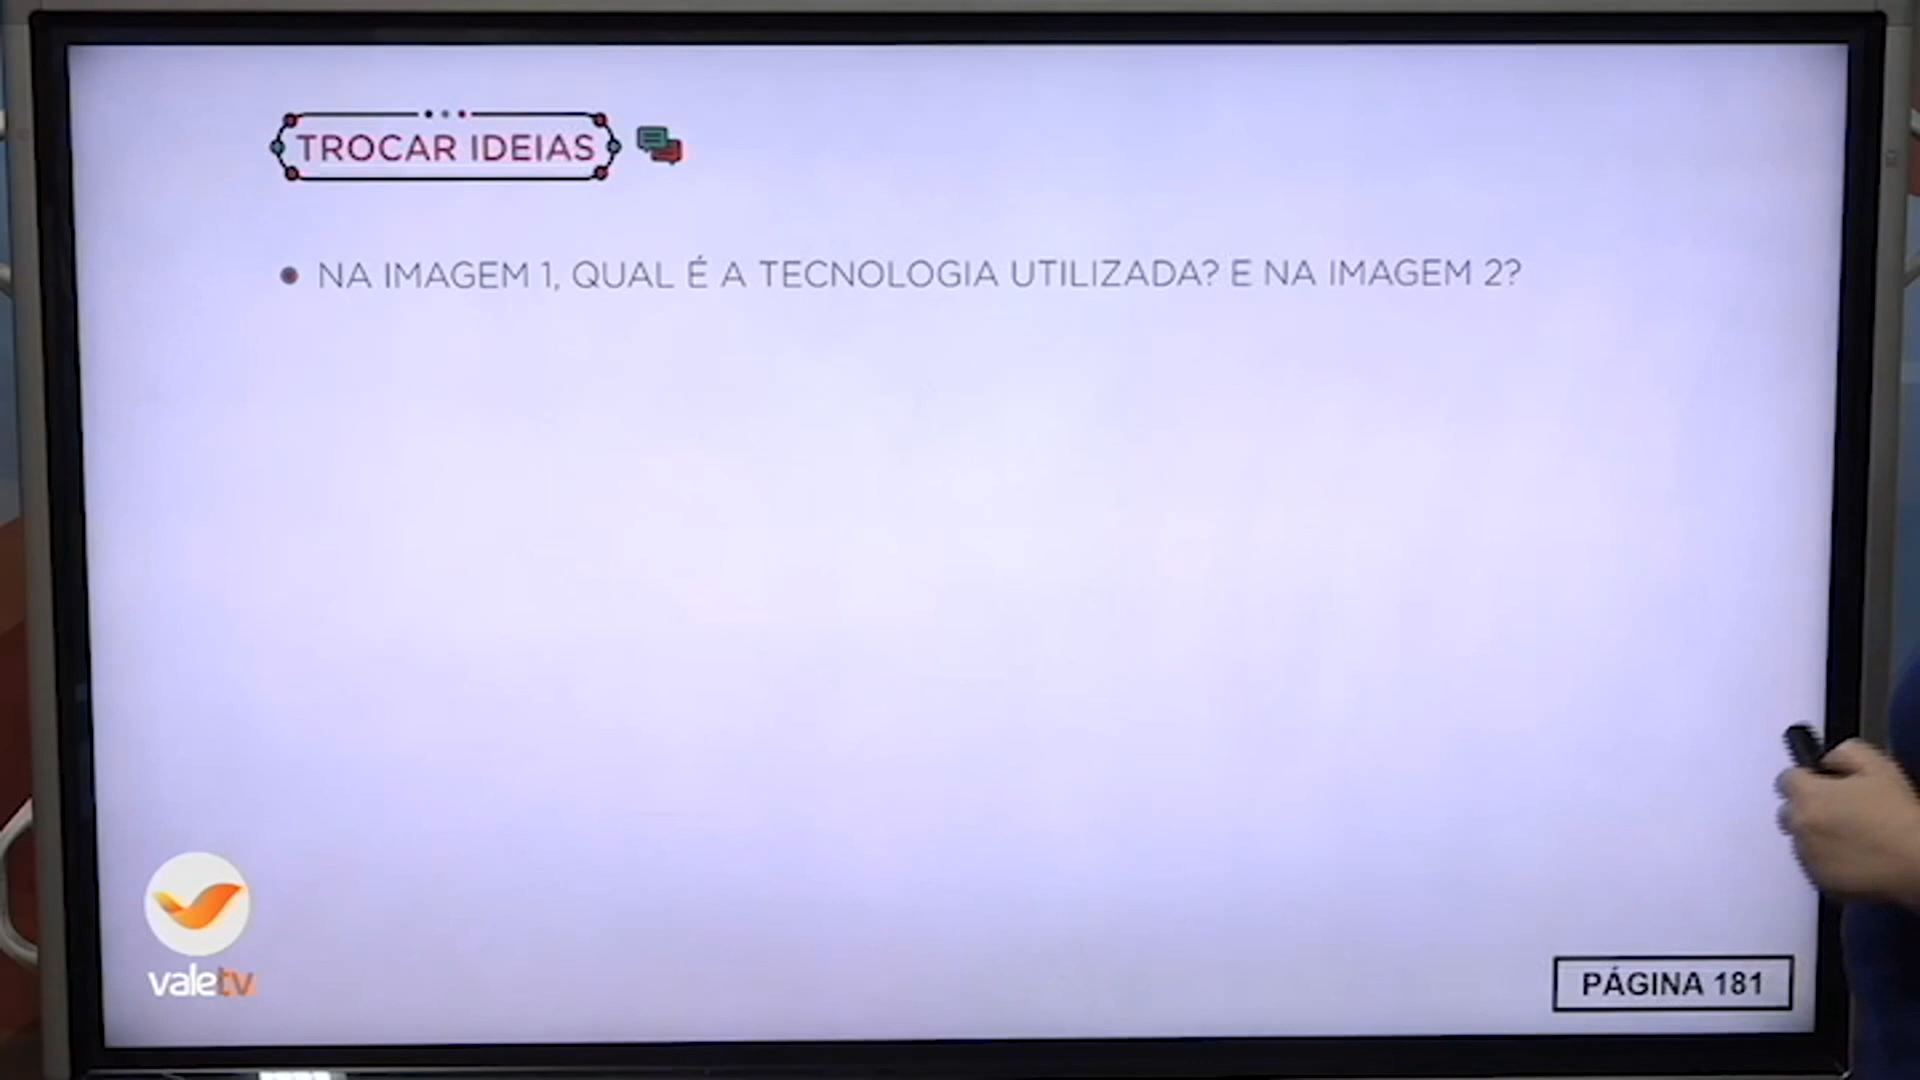 TROCAR IDEIAS
• NA IMAGEM 1, QUAL É A TECNOLOGIA UTILIZADA? E NA IMAGEM 2?
valetv
PÁGINA 181